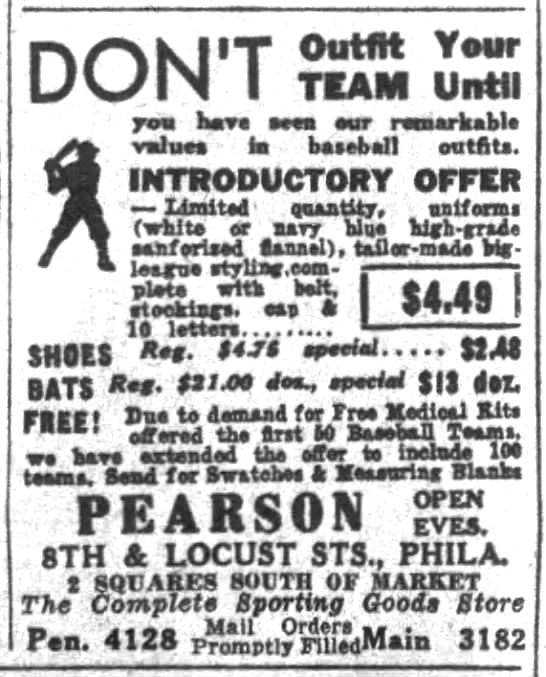 DON'T Outfit Your
TEAM Until
you have seen our remarkable
values in baseball outfits.
INTRODUCTORY OFFER
— Limited quantity, uniforms
(white or navy blue high-grade
sanforized flannel), tailor-made big-
league styling, com-
plete with belt,
stockings, cap &
10 letters.........
$4.49
SHOES Reg. $4.76 special..... $2.48
BATS Reg. $21.00 doz., special $13 doz.
FREE! Due to demand for Free Medical Kits
offered the first 50 Baseball Teams,
we have extended the offer to include 100
teams. Send for Swatches & Measuring Blanks
PEARSON OPEN
EVES.
8TH & LOCUST STS., PHILA.
2 SQUARES SOUTH OF MARKET
The Complete Sporting Goods Store
Pen. 4128 Mail Orders
Promptly Filled Main 3182